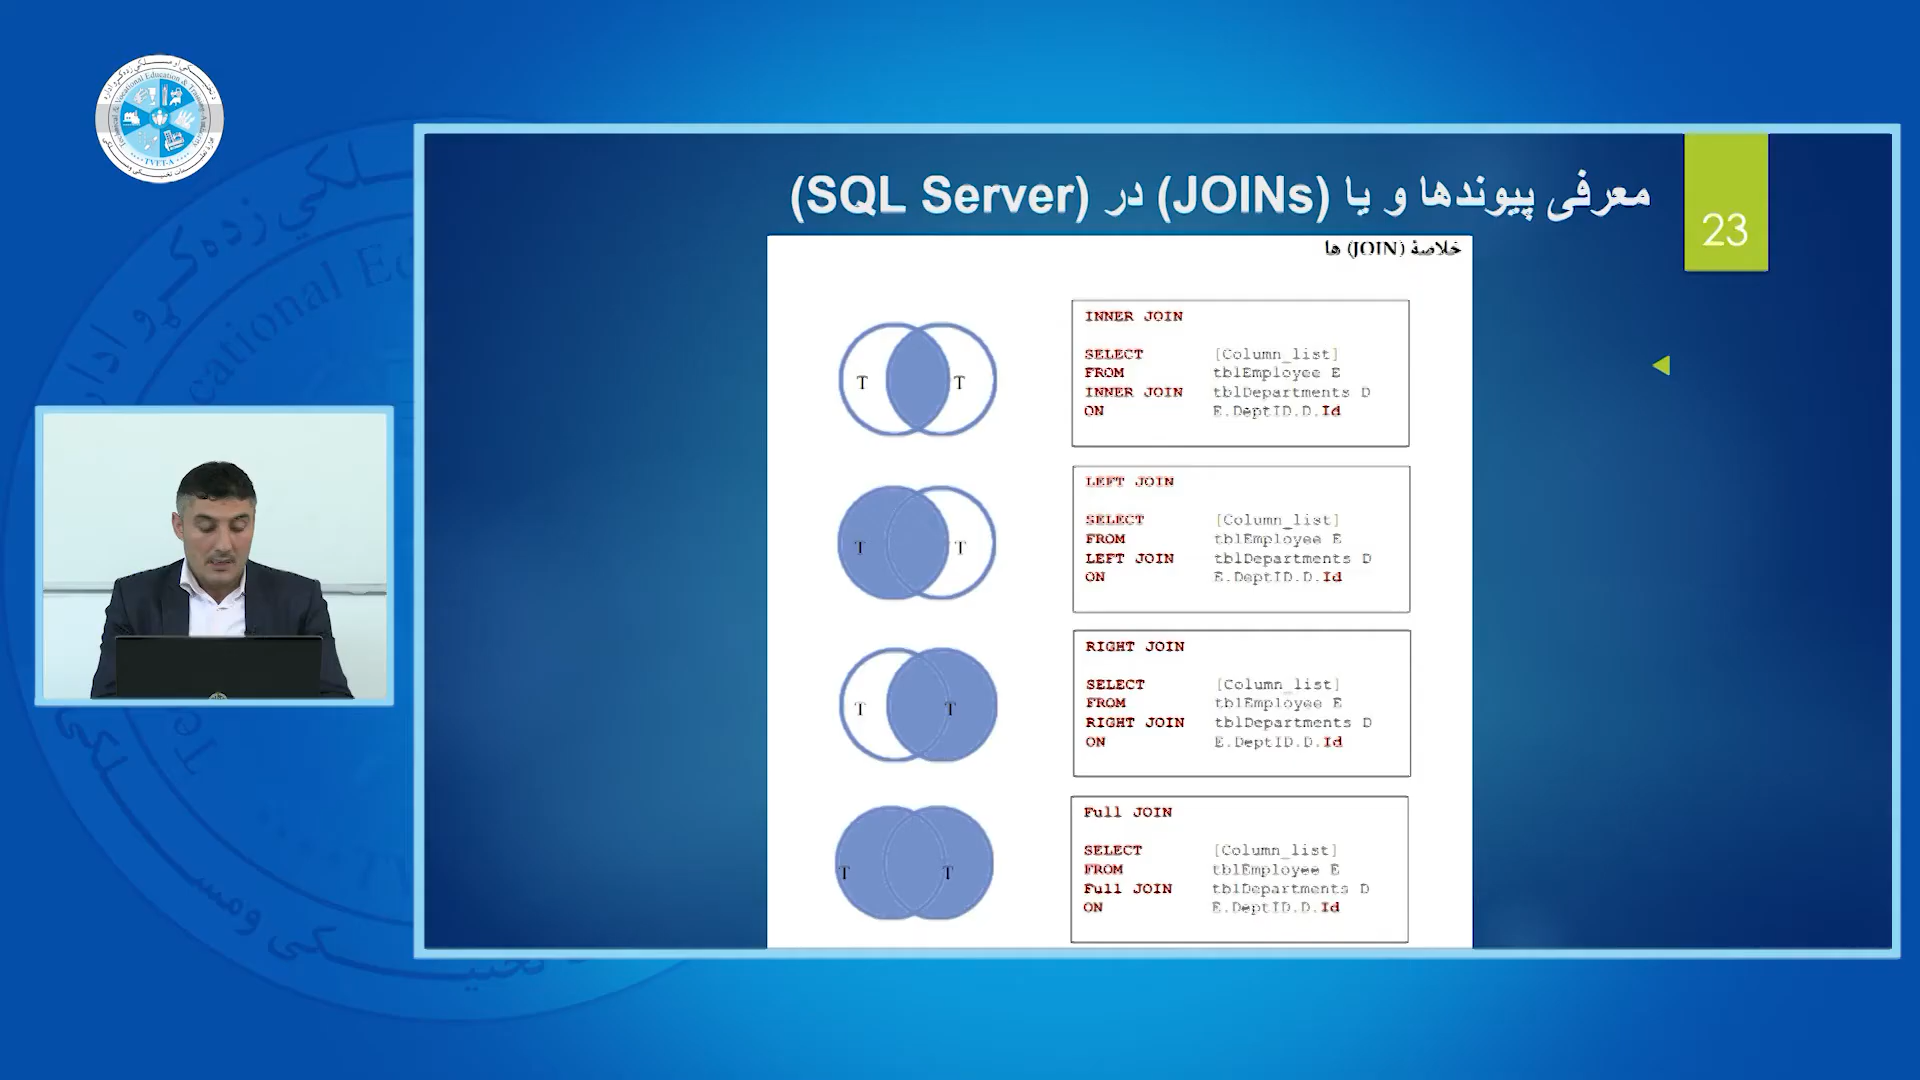 معرفی پیوندها و یا (JOINs) در (SQL Server)
23
خلاصهٔ (JOIN) ها
T T
INNER JOIN
SELECT [Column_list]
FROM tblEmployee E
INNER JOIN tblDepartments D
ON E.DeptID.D.Id
T T
LEFT JOIN
SELECT [Column_list]
FROM tblEmployee E
LEFT JOIN tblDepartments D
ON E.DeptID.D.Id
T T
RIGHT JOIN
SELECT [Column_list]
FROM tblEmployee E
RIGHT JOIN tblDepartments D
ON E.DeptID.D.Id
T T
Full JOIN
SELECT [Column_list]
FROM tblEmployee E
Full JOIN tblDepartments D
ON E.DeptID.D.Id
TVET-A